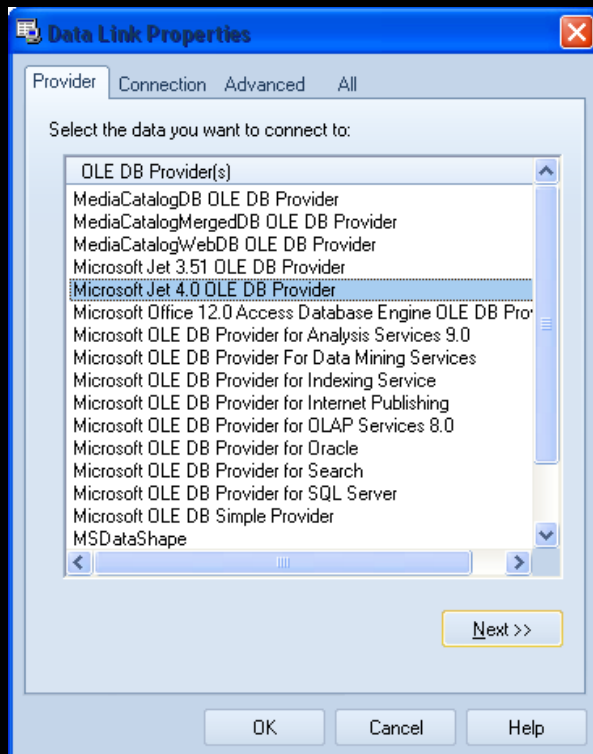 Data Link Properties
Provider Connection Advanced All
Select the data you want to connect to:
OLE DB Provider(s)
MediaCatalogDB OLE DB Provider
MediaCatalogMergedDB OLE DB Provider
MediaCatalogWebDB OLE DB Provider
Microsoft Jet 3.51 OLE DB Provider
Microsoft Jet 4.0 OLE DB Provider
Microsoft Office 12.0 Access Database Engine OLE DB Pro
Microsoft OLE DB Provider for Analysis Services 9.0
Microsoft OLE DB Provider For Data Mining Services
Microsoft OLE DB Provider for Indexing Service
Microsoft OLE DB Provider for Internet Publishing
Microsoft OLE DB Provider for OLAP Services 8.0
Microsoft OLE DB Provider for Oracle
Microsoft OLE DB Provider for Search
Microsoft OLE DB Provider for SQL Server
Microsoft OLE DB Simple Provider
MSDataShape
Next >>
OK Cancel Help